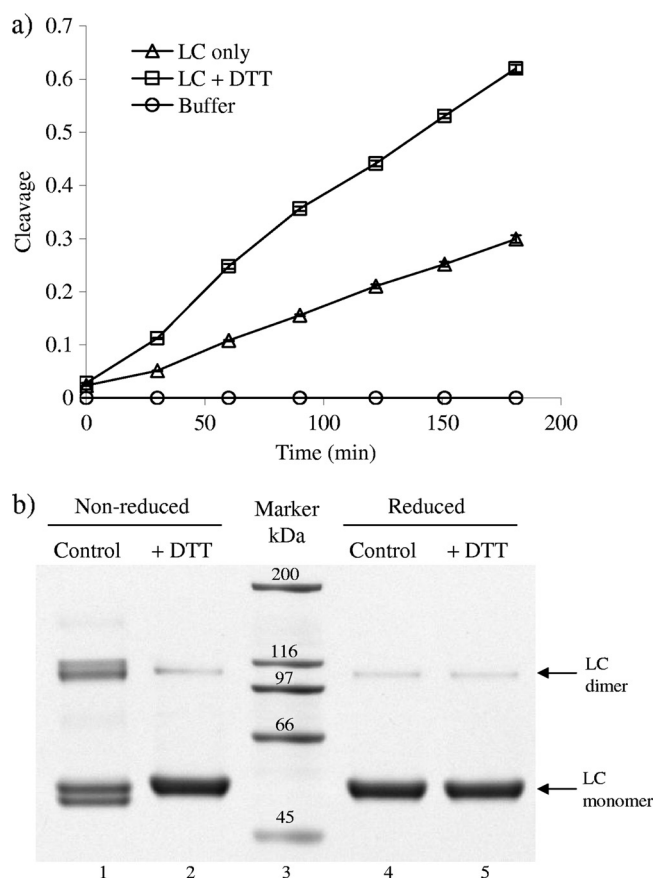 a)
0.7
0.6
0.5
0.4
0.3
0.2
0.1
0
Cleavage
LC only
LC + DTT
Buffer
0 50 100 150 200
Time (min)
b)
Non-reduced Marker Reduced
kDa
Control + DTT Control + DTT
200
116
97
66
45
LC
dimer
LC
monomer
1 2 3 4 5